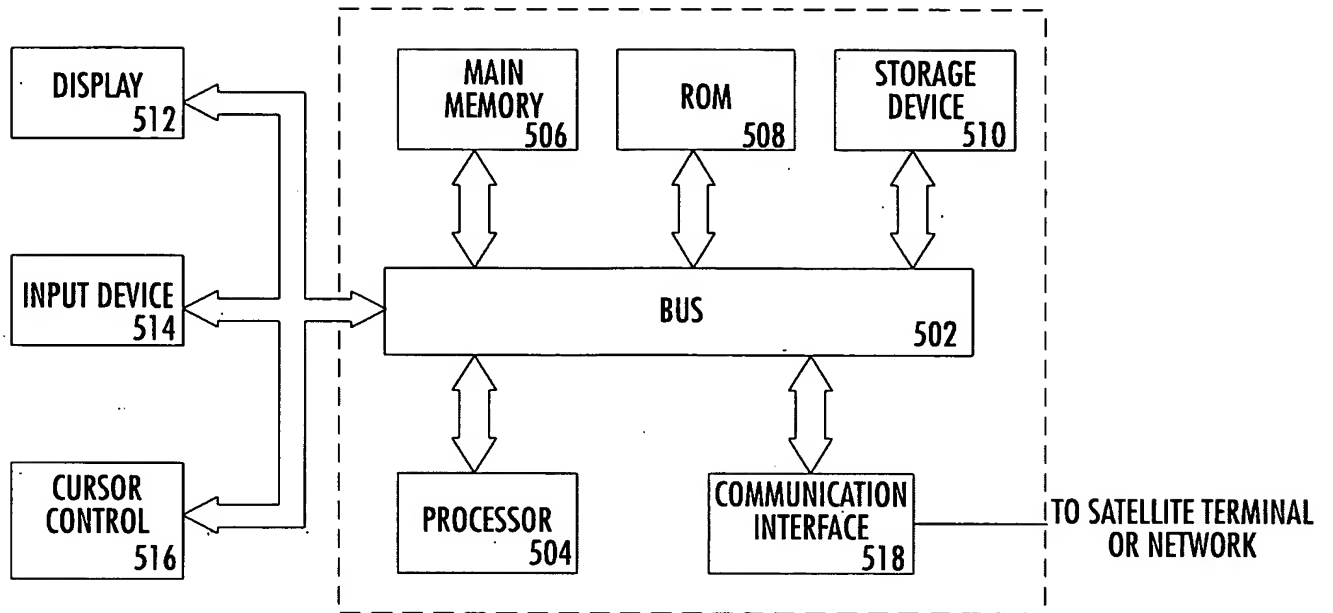 DISPLAY
512
MAIN
MEMORY
506
ROM
508
STORAGE
DEVICE
510
INPUT DEVICE
514
BUS
502
CURSOR
CONTROL
516
PROCESSOR
504
COMMUNICATION
INTERFACE
518
TO SATELLITE TERMINAL
OR NETWORK